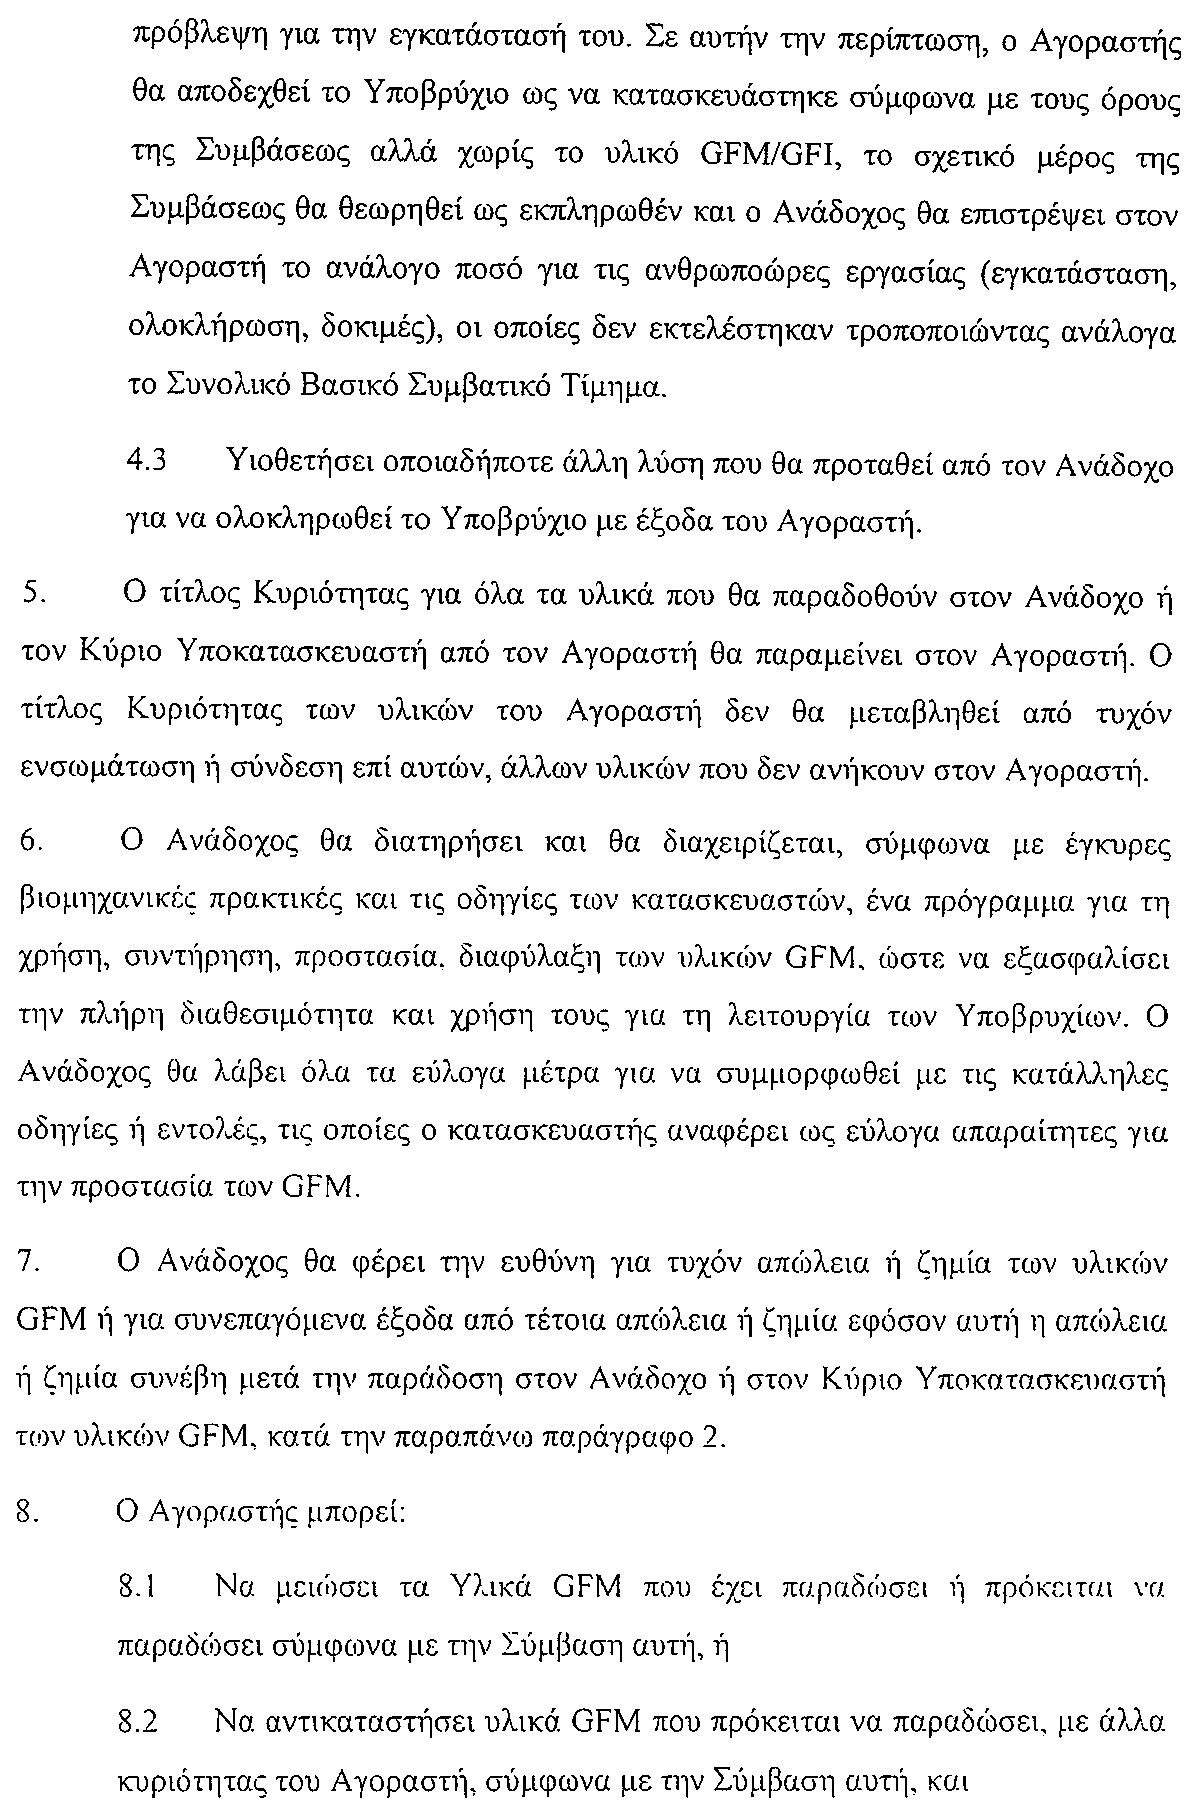 πρόβλεψη για την εγκατάστασή του. Σε αυτήν την περίπτωση, ο Αγοραστής
θα αποδεχθεί το Υποβρύχιο ως να κατασκευάστηκε σύμφωνα με τους όρους
της Συμβάσεως αλλά χωρίς το υλικό GFM/GFI, το σχετικό μέρος της
Συμβάσεως θα θεωρηθεί ως εκπληρωθέν και ο Ανάδοχος θα επιστρέψει στον
Αγοραστή το ανάλογο ποσό για τις ανθρωποώρες εργασίας (εγκατάσταση,
ολοκλήρωση, δοκιμές), οι οποίες δεν εκτελέστηκαν τροποποιώντας ανάλογα
το Συνολικό Βασικό Συμβατικό Τίμημα.
4.3 Υιοθετήσει οποιαδήποτε άλλη λύση που θα προταθεί από τον Ανάδοχο
για να ολοκληρωθεί το Υποβρύχιο με έξοδα του Αγοραστή.
5. Ο τίτλος Κυριότητας για όλα τα υλικά που θα παραδοθούν στον Ανάδοχο ή
τον Κύριο Υποκατασκευαστή από τον Αγοραστή θα παραμείνει στον Αγοραστή. Ο
τίτλος Κυριότητας των υλικών του Αγοραστή δεν θα μεταβληθεί από τυχόν
ενσωμάτωση ή σύνδεση επί αυτών, άλλων υλικών που δεν ανήκουν στον Αγοραστή.
6. Ο Ανάδοχος θα διατηρήσει και θα διαχειρίζεται, σύμφωνα με έγκυρες
βιομηχανικές πρακτικές και τις οδηγίες των κατασκευαστών, ένα πρόγραμμα για τη
χρήση, συντήρηση, προστασία, διαφύλαξη των υλικών GFM, ώστε να εξασφαλίσει
την πλήρη διαθεσιμότητα και χρήση τους για τη λειτουργία των Υποβρυχίων. Ο
Ανάδοχος θα λάβει όλα τα εύλογα μέτρα για να συμμορφωθεί με τις κατάλληλες
οδηγίες ή εντολές, τις οποίες ο κατασκευαστής αναφέρει ως εύλογα απαραίτητες για
την προστασία των GFM.
7. Ο Ανάδοχος θα φέρει την ευθύνη για τυχόν απώλεια ή ζημία των υλικών
GFM ή για συνεπαγόμενα έξοδα από τέτοια απώλεια ή ζημία εφόσον αυτή η απώλεια
ή ζημία συνέβη μετά την παράδοση στον Ανάδοχο ή στον Κύριο Υποκατασκευαστή
των υλικών GFM, κατά την παραπάνω παράγραφο 2.
8. Ο Αγοραστής μπορεί:
8.1 Να μειώσει τα Υλικά GFM που έχει παραδώσει ή πρόκειται να
παραδώσει σύμφωνα με την Σύμβαση αυτή, ή
8.2 Να αντικαταστήσει υλικά GFM που πρόκειται να παραδώσει, με άλλα
κυριότητας του Αγοραστή, σύμφωνα με την Σύμβαση αυτή, και